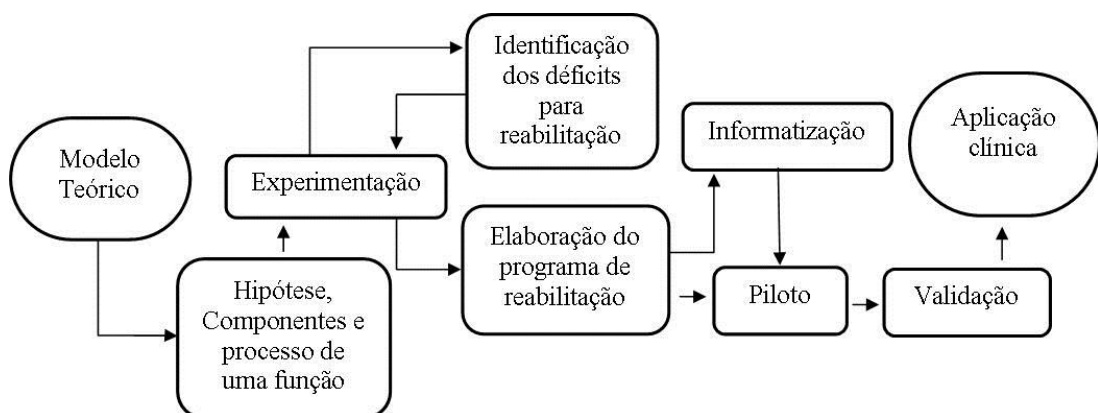 Modelo
Teórico
Hipótese,
Componentes e
processo de
uma função
Experimentação
Identificação
dos déficits
para
reabilitação
Elaboração do
programa de
reabilitação
Informatização
Piloto
Validação
Aplicação
clínica